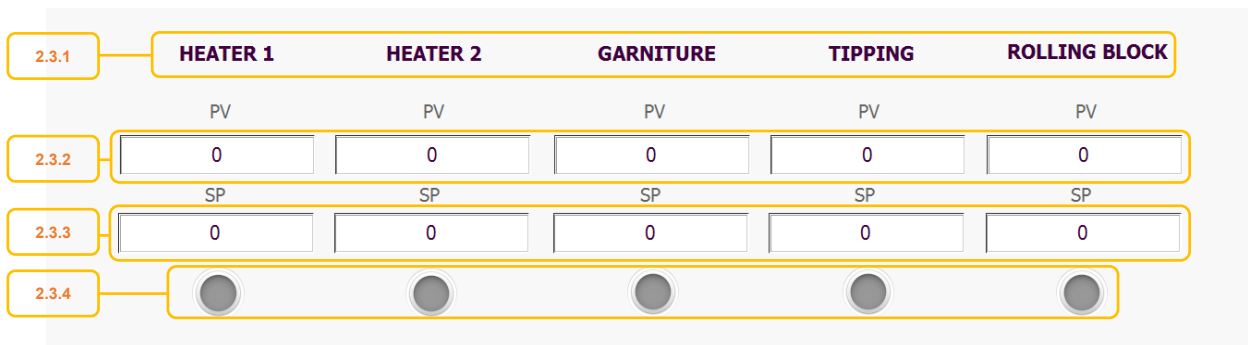 2.3.1 HEATER 1 HEATER 2 GARNITURE TIPPING ROLLING BLOCK
PV PV PV PV PV
2.3.2 0 0 0 0 0
SP SP SP SP SP
2.3.3 0 0 0 0 0
2.3.4